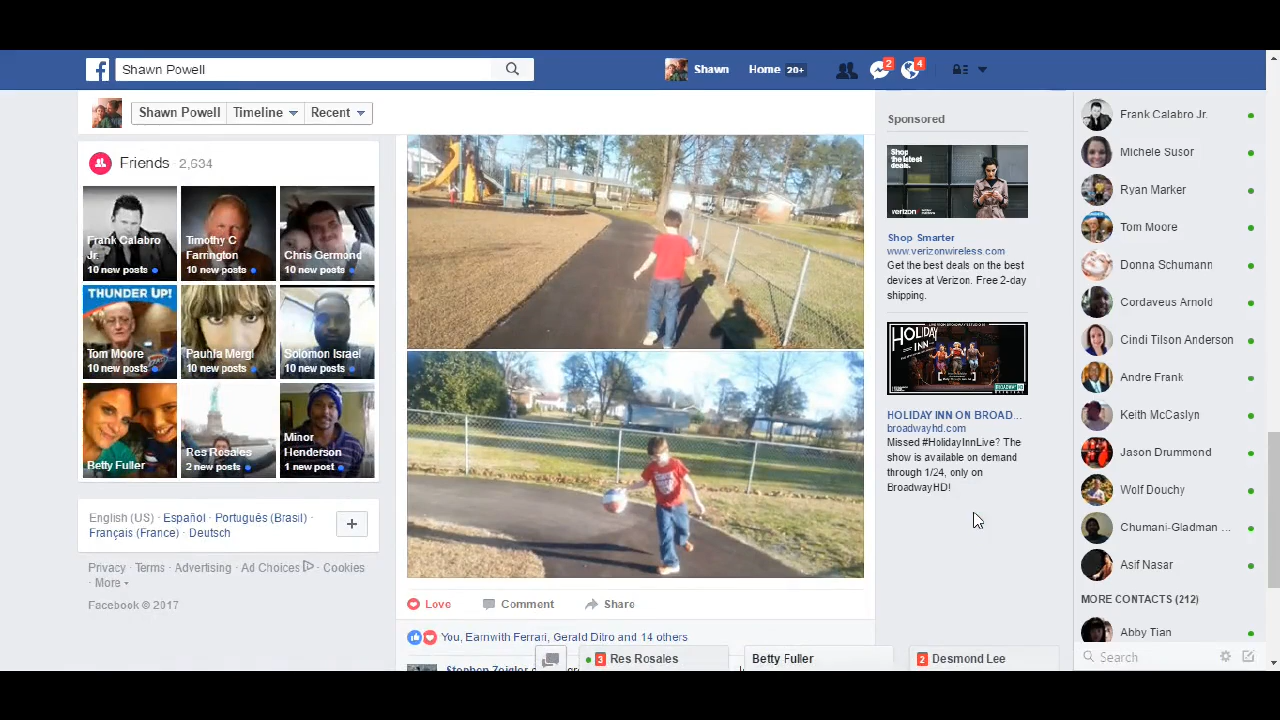 Shawn Powell
Shawn
Home 20+
2
4
Shawn Powell
Timeline
Recent
Friends 2,634
Frank Calabro Jr.
10 new posts
Timothy C Farrington
10 new posts
Chris Germond
10 new posts
THUNDER UP!
Tom Moore
10 new posts
Solomon Israel
10 new posts
10 new posts
Betty Fuller
Res Rosales
2 new posts
Minor Henderson
1 new post
English (US) · Español · Português (Brasil) ·
Français (France) · Deutsch
+
Privacy · Terms · Advertising · Ad Choices · Cookies
· More
Facebook © 2017
Love
Comment
Share
You, Earnwith Ferrari, Gerald Ditro and 14 others
Sponsored
Shop
the latest
deals.
verizon
Shop Smarter
www.verizonwireless.com
Get the best deals on the best
devices at Verizon. Free 2-day
shipping.
HOLIDAY
INN
HOLIDAY INN ON BROAD...
broadwayhd.com
Missed #HolidayInnLive? The
show is available on demand
through 1/24, only on
BroadwayHD!
Frank Calabro Jr.
Michele Susor
Ryan Marker
Tom Moore
Donna Schumann
Cordaveus Arnold
Cindi Tilson Anderson
Andre Frank
Keith McCaslyn
Jason Drummond
Wolf Douchy
Chumani-Gladman ...
Asif Nasar
MORE CONTACTS (212)
Abby Tian
Search
3 Res Rosales
Betty Fuller
2 Desmond Lee